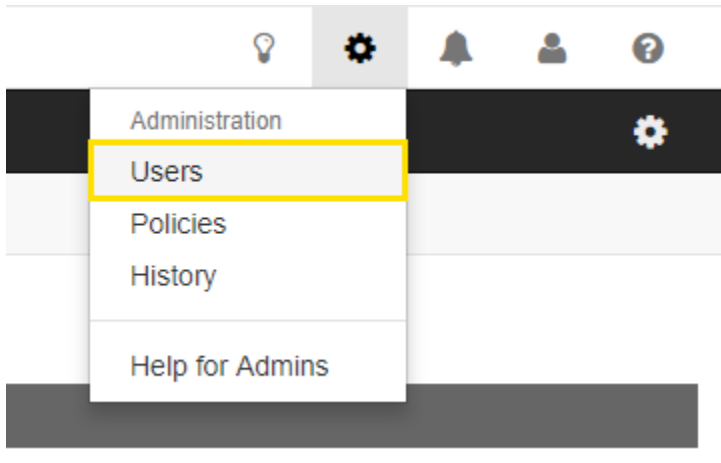 Administration
Users
Policies
History
Help for Admins